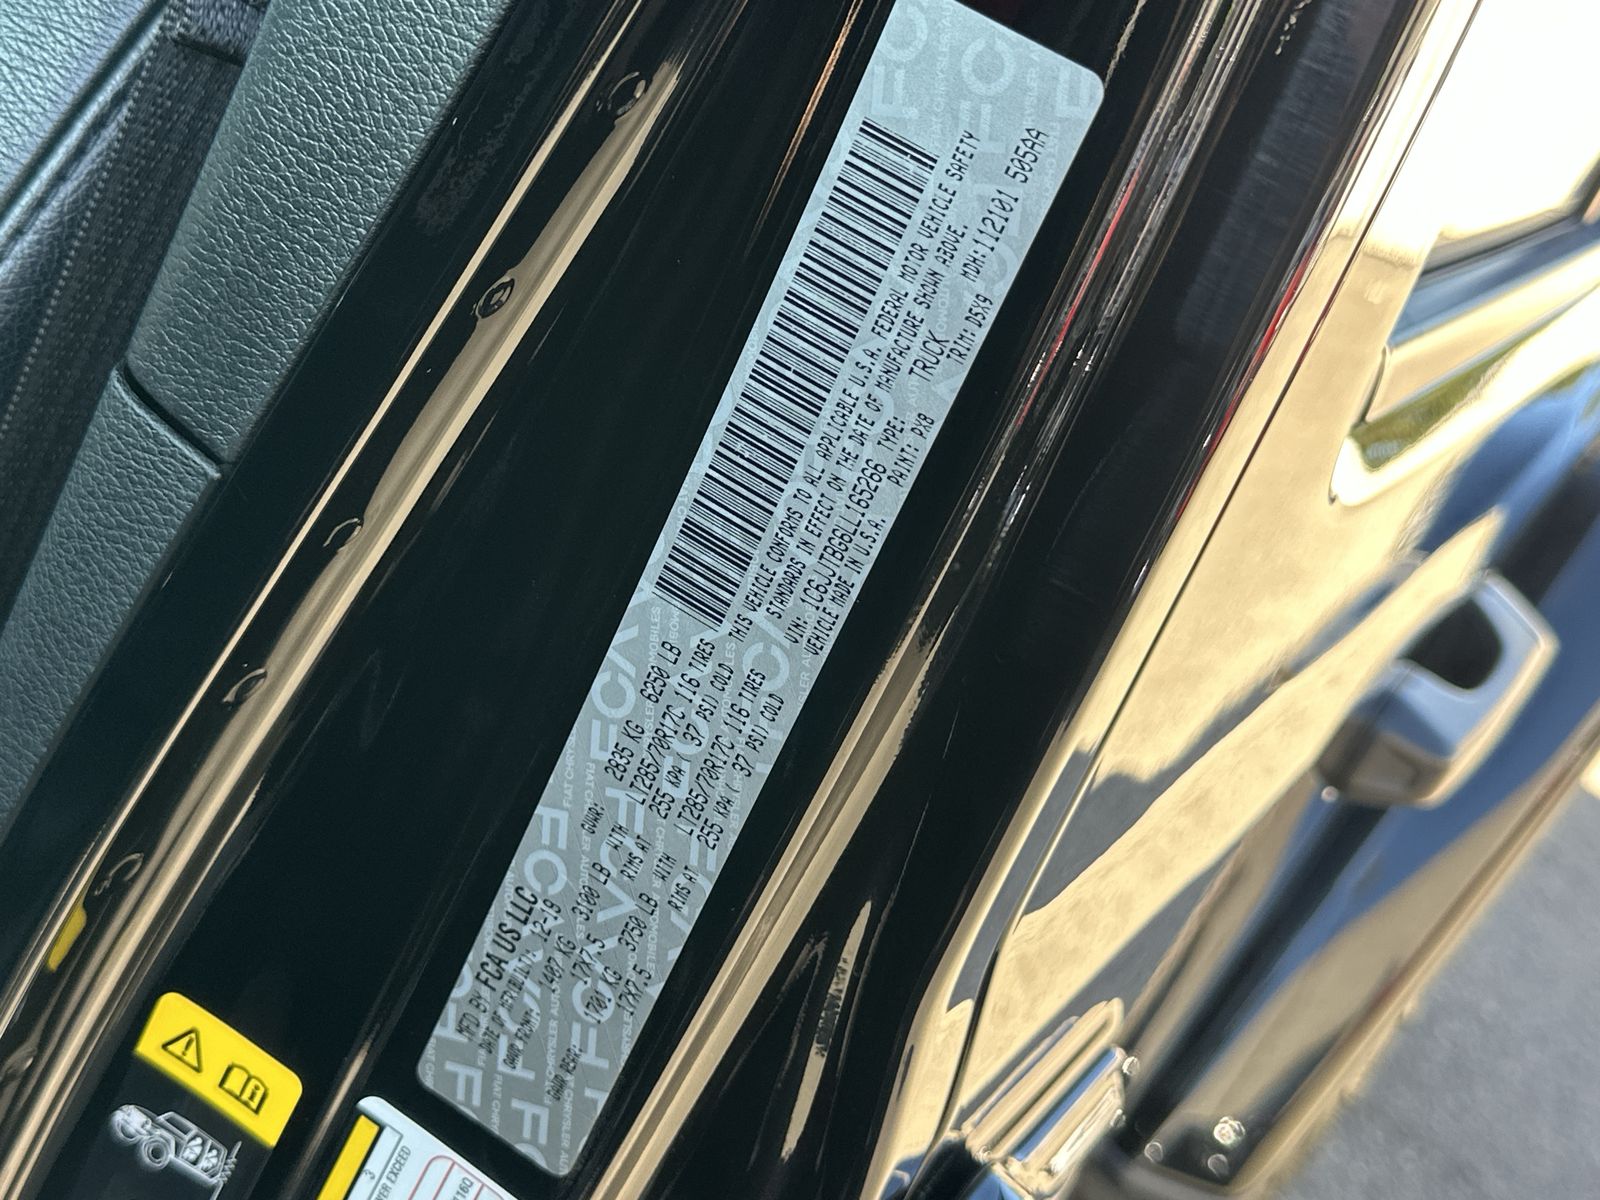 MFD BY FCA US LLC
DATE OF MFR(BILT): 12-19 GVWR: 2835 KG 6250 LB
GAWR FRONT: 1407 KG 3100 LB WITH LT285/70R17C 116 TIRES
17X7.5 RIMS AT 255 KPA ( 37 PSI) COLD
GAWR REAR: 1701 KG 3750 LB WITH LT285/70R17C 116 TIRES
17X7.5 RIMS AT 255 KPA ( 37 PSI) COLD
THIS VEHICLE CONFORMS TO ALL APPLICABLE U.S.A. FEDERAL MOTOR VEHICLE SAFETY
STANDARDS IN EFFECT ON THE DATE OF MANUFACTURE SHOWN ABOVE.
VIN: 1C6JJTBG8LL165266 TYPE: TRUCK MDH:112101 505AA
VEHICLE MADE IN U.S.A. PAINT: PX8 TRIM: D5X9